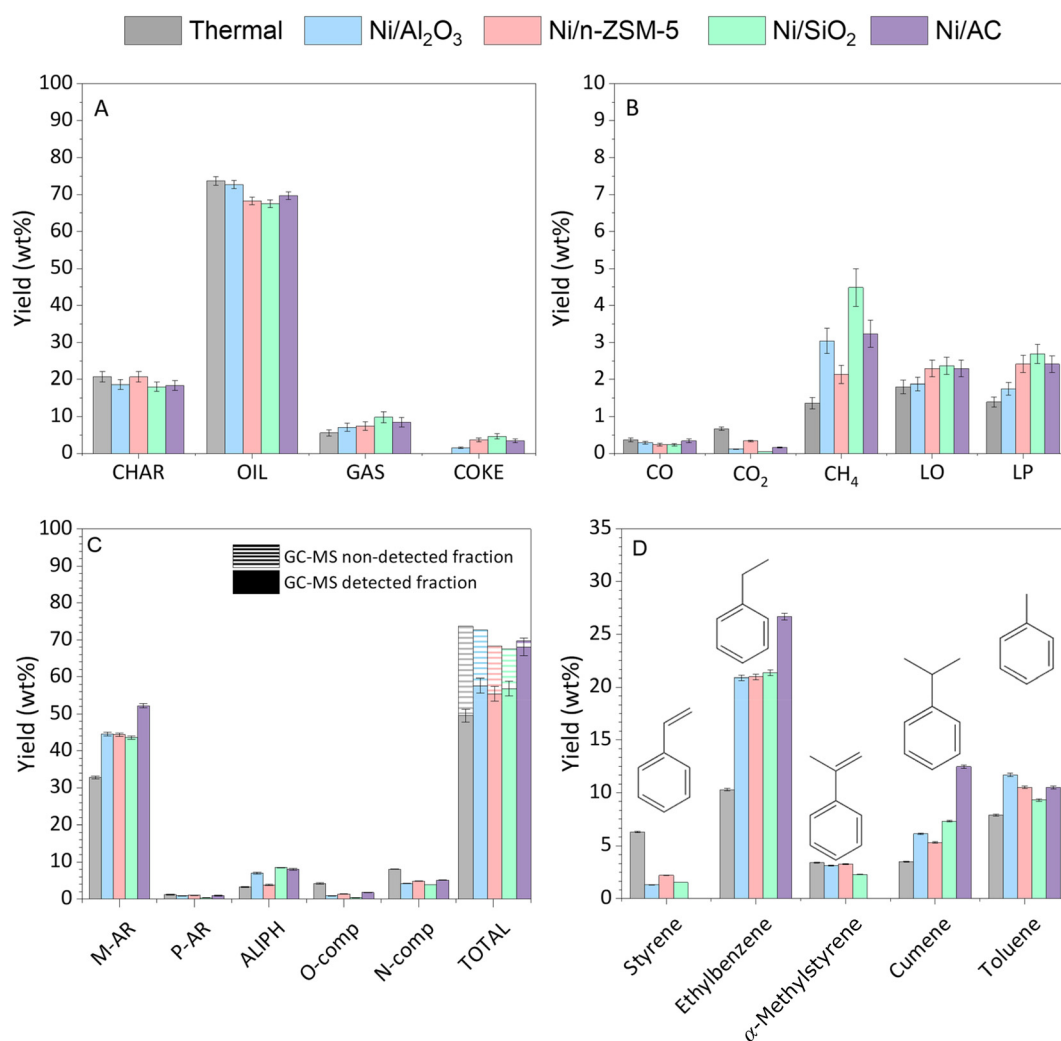 Thermal Ni/Al₂O₃ Ni/n-ZSM-5 Ni/SiO₂ Ni/AC
A
Yield (wt%)
100
90
80
70
60
50
40
30
20
10
0
CHAR OIL GAS COKE
B
Yield (wt%)
10
9
8
7
6
5
4
3
2
1
0
CO CO₂ CH₄ LO LP
C
GC-MS non-detected fraction
GC-MS detected fraction
Yield (wt%)
100
90
80
70
60
50
40
30
20
10
0
M-AR P-AR ALIPH O-comp N-comp TOTAL
D
Yield (wt%)
35
30
25
20
15
10
5
0
Styrene Ethylbenzene α-Methylstyrene Cumene Toluene